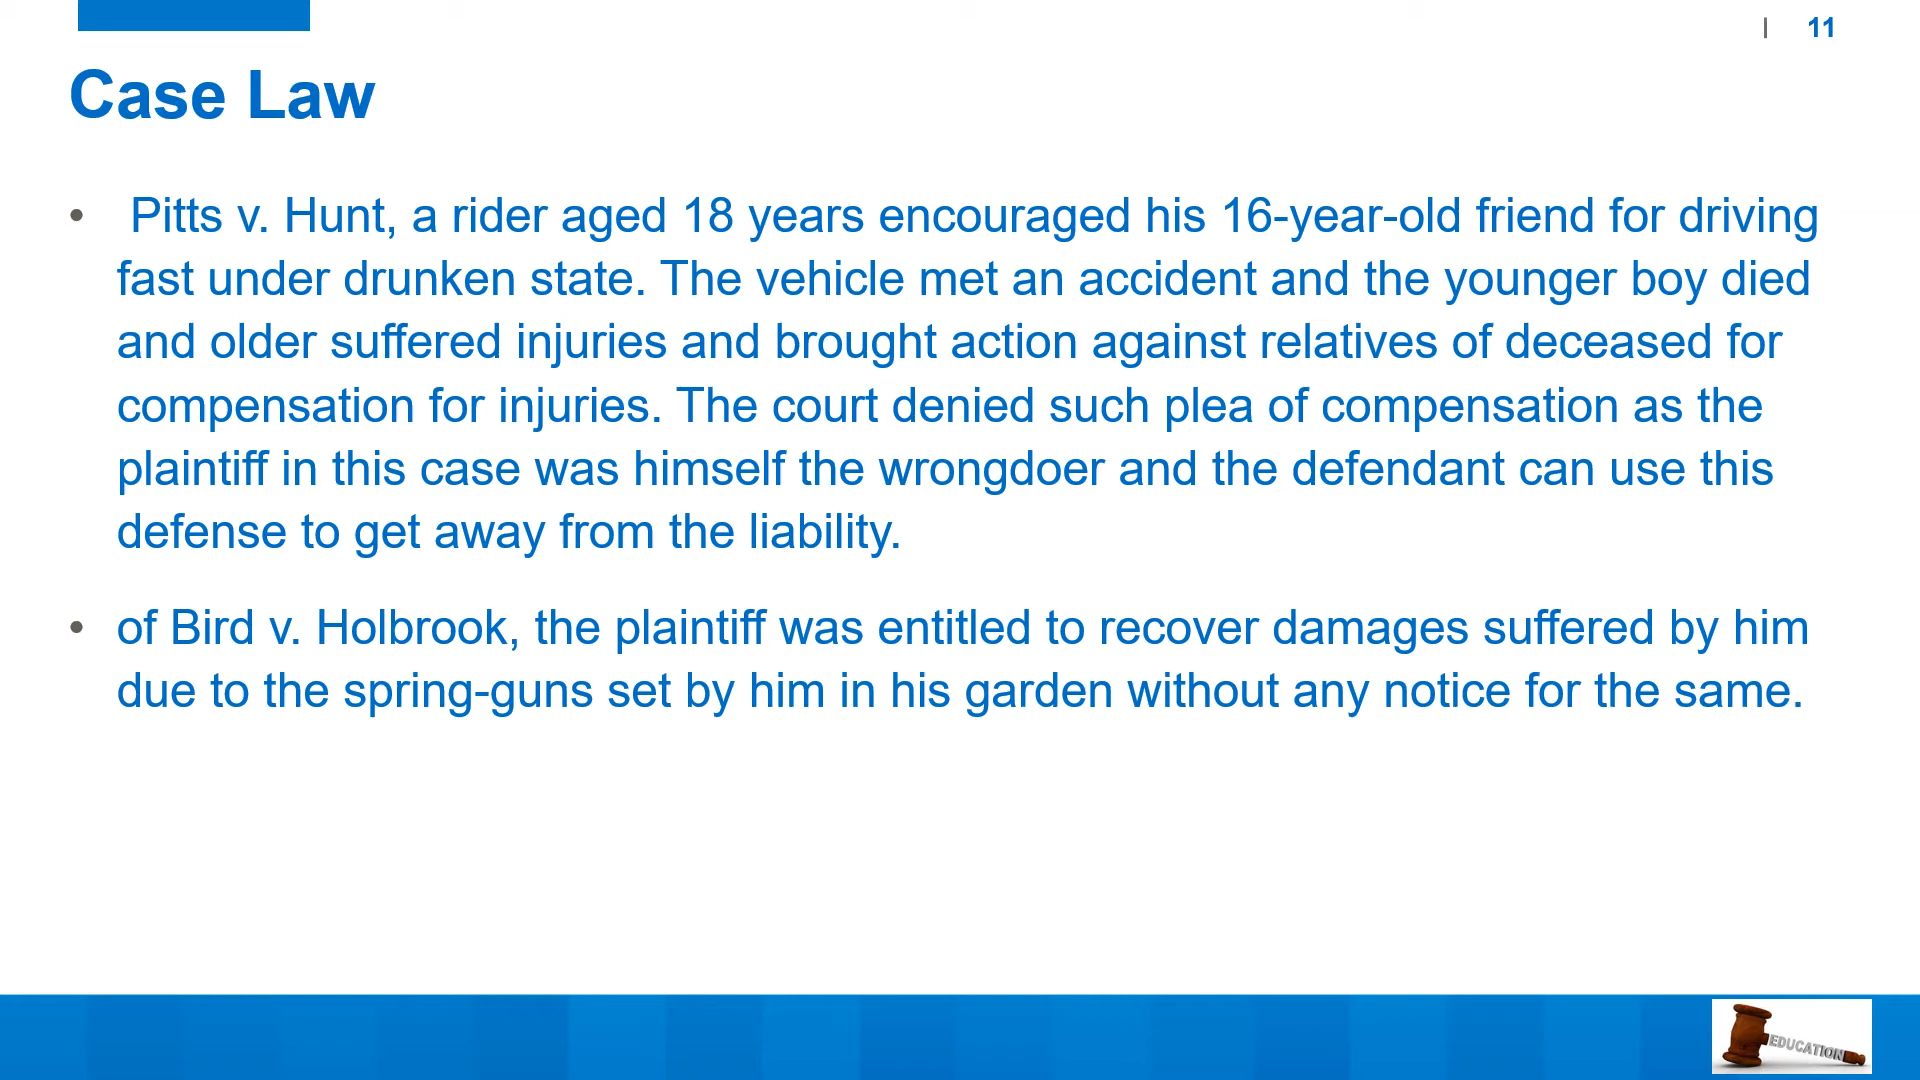 | 11
Case Law
• Pitts v. Hunt, a rider aged 18 years encouraged his 16-year-old friend for driving
fast under drunken state. The vehicle met an accident and the younger boy died
and older suffered injuries and brought action against relatives of deceased for
compensation for injuries. The court denied such plea of compensation as the
plaintiff in this case was himself the wrongdoer and the defendant can use this
defense to get away from the liability.
• of Bird v. Holbrook, the plaintiff was entitled to recover damages suffered by him
due to the spring-guns set by him in his garden without any notice for the same.
EDUCATION